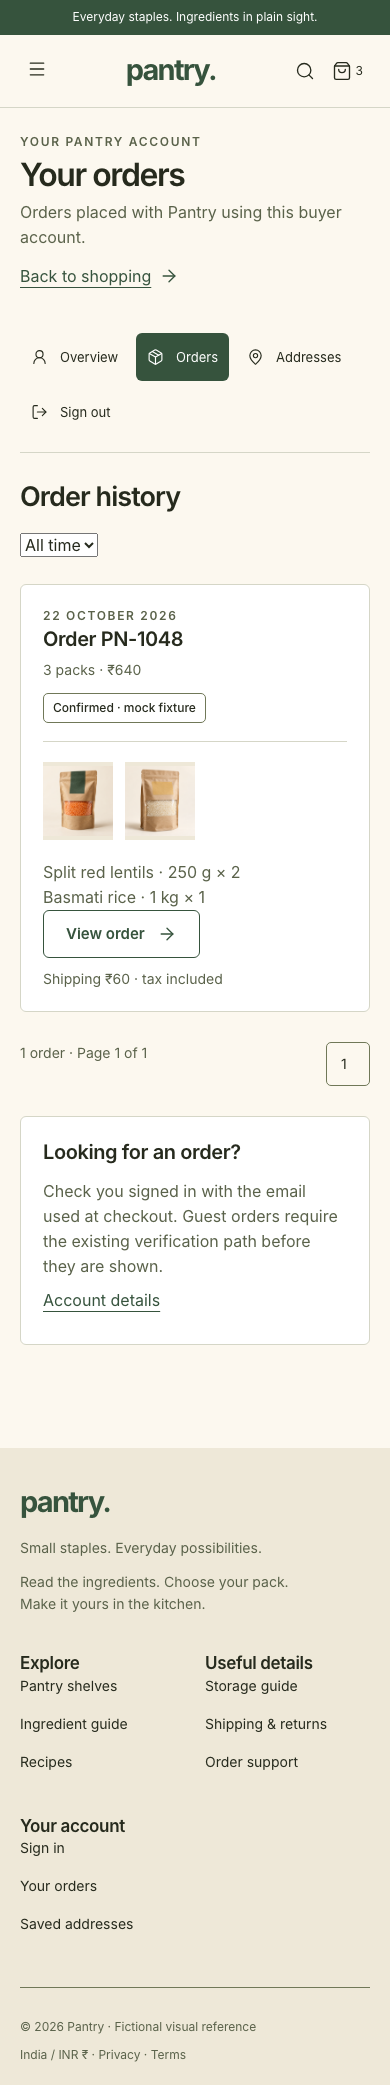 Everyday staples. Ingredients in plain sight.
pantry.
3
YOUR PANTRY ACCOUNT
Your orders
Orders placed with Pantry using this buyer
account.
Back to shopping
Overview
Orders
Addresses
Sign out
Order history
All time
22 OCTOBER 2026
Order PN-1048
3 packs · ₹640
Confirmed · mock fixture
Split red lentils · 250 g × 2
Basmati rice · 1 kg × 1
View order
Shipping ₹60 · tax included
1 order · Page 1 of 1
1
Looking for an order?
Check you signed in with the email
used at checkout. Guest orders require
the existing verification path before
they are shown.
Account details
pantry.
Small staples. Everyday possibilities.
Read the ingredients. Choose your pack.
Make it yours in the kitchen.
Explore
Pantry shelves
Ingredient guide
Recipes
Useful details
Storage guide
Shipping & returns
Order support
Your account
Sign in
Your orders
Saved addresses
© 2026 Pantry · Fictional visual reference
India / INR ₹ · Privacy · Terms